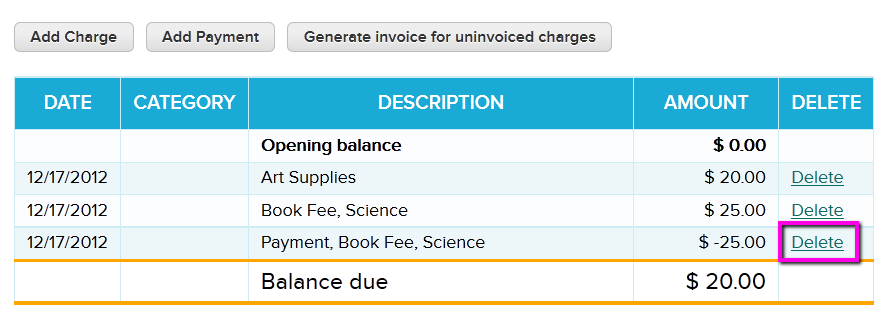 Add Charge Add Payment Generate invoice for uninvoiced charges
DATE CATEGORY DESCRIPTION AMOUNT DELETE
Opening balance $ 0.00
12/17/2012 Art Supplies $ 20.00 Delete
12/17/2012 Book Fee, Science $ 25.00 Delete
12/17/2012 Payment, Book Fee, Science $ -25.00 Delete
Balance due $ 20.00